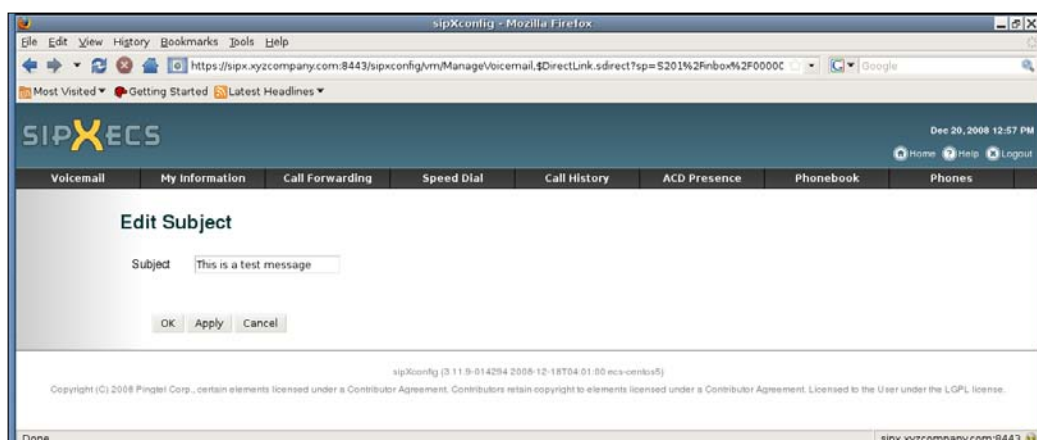 sipXconfig - Mozilla Firefox
File Edit View History Bookmarks Tools Help
https://sipx.xyzcompany.com:8443/sipxconfig/vm/ManageVoicemail,$DirectLink.sdirect?sp=S201%2Finbox%2F0000C
Google
Most Visited Getting Started Latest Headlines
SIPXECS
Dec 20, 2008 12:57 PM
Home Help Logout
Voicemail My Information Call Forwarding Speed Dial Call History ACD Presence Phonebook Phones
Edit Subject
Subject This is a test message
OK Apply Cancel
sipXconfig (3.11.9-014294 2008-12-18T04:01:00 ecs-centos5)
Copyright (C) 2008 Pingtel Corp., certain elements licensed under a Contributor Agreement. Contributors retain copyright to elements licensed under a Contributor Agreement. Licensed to the User under the LGPL license.
Done
sipx.xyzcompany.com:8443